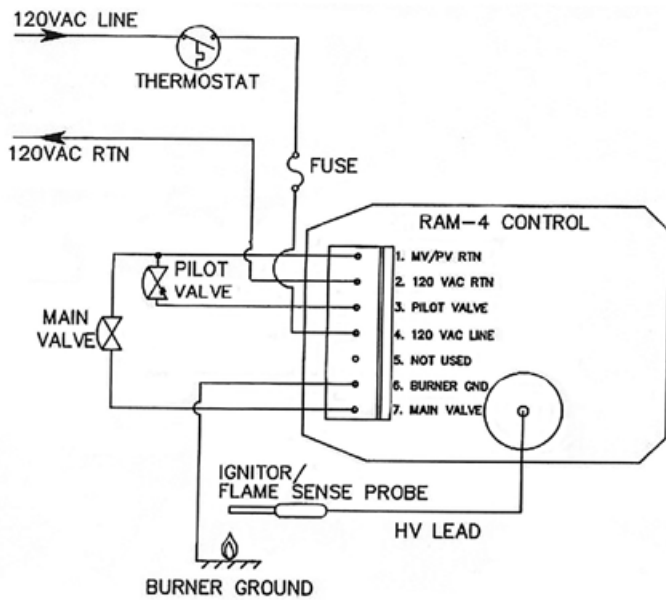 120VAC LINE
THERMOSTAT
120VAC RTN
FUSE
RAM-4 CONTROL
PILOT
VALVE
MAIN
VALVE
1. MV/PV RTN
2. 120 VAC RTN
3. PILOT VALVE
4. 120 VAC LINE
5. NOT USED
6. BURNER GND
7. MAIN VALVE
IGNITOR/
FLAME SENSE PROBE
HV LEAD
BURNER GROUND